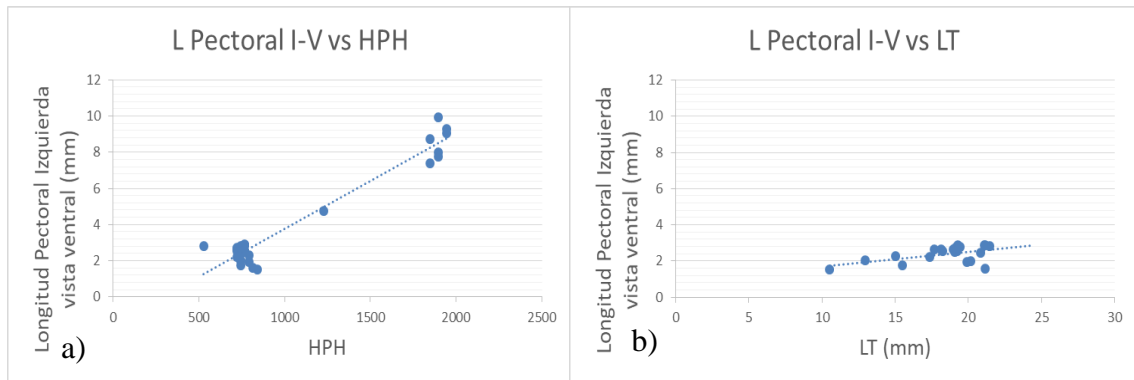 L Pectoral I-V vs HPH
Longitud Pectoral Izquierda
vista ventral (mm)
12
10
8
6
4
2
0
0 500 1000 1500 2000 2500
HPH
a)
L Pectoral I-V vs LT
Longitud Pectoral Izquierda
vista ventral (mm)
12
10
8
6
4
2
0
0 5 10 15 20 25 30
LT (mm)
b)